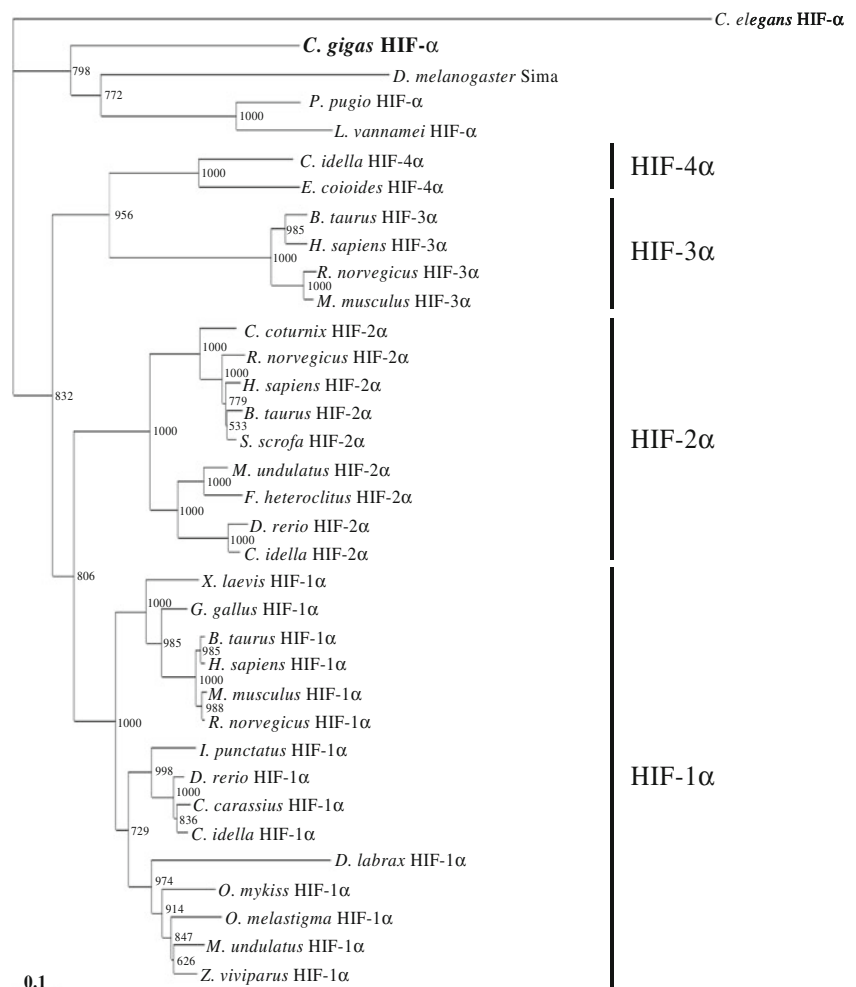 C. elegans HIF-α
C. gigas HIF-α
798
D. melanogaster Sima
772
P. pugio HIF-α
1000
L. vannamei HIF-α
C. idella HIF-4α
HIF-4α
1000
E. coioides HIF-4α
956
B. taurus HIF-3α
985
H. sapiens HIF-3α
HIF-3α
1000
R. norvegicus HIF-3α
1000
M. musculus HIF-3α
832
C. coturnix HIF-2α
1000
R. norvegicus HIF-2α
1000
H. sapiens HIF-2α
779
B. taurus HIF-2α
533
S. scrofa HIF-2α
HIF-2α
1000
M. undulatus HIF-2α
1000
F. heteroclitus HIF-2α
1000
D. rerio HIF-2α
1000
C. idella HIF-2α
806
X. laevis HIF-1α
1000
G. gallus HIF-1α
985
B. taurus HIF-1α
985
H. sapiens HIF-1α
1000
M. musculus HIF-1α
988
R. norvegicus HIF-1α
1000
I. punctatus HIF-1α
998
D. rerio HIF-1α
HIF-1α
1000
C. carassius HIF-1α
836
C. idella HIF-1α
729
D. labrax HIF-1α
974
O. mykiss HIF-1α
914
O. melastigma HIF-1α
847
M. undulatus HIF-1α
626
Z. viviparus HIF-1α
0.1